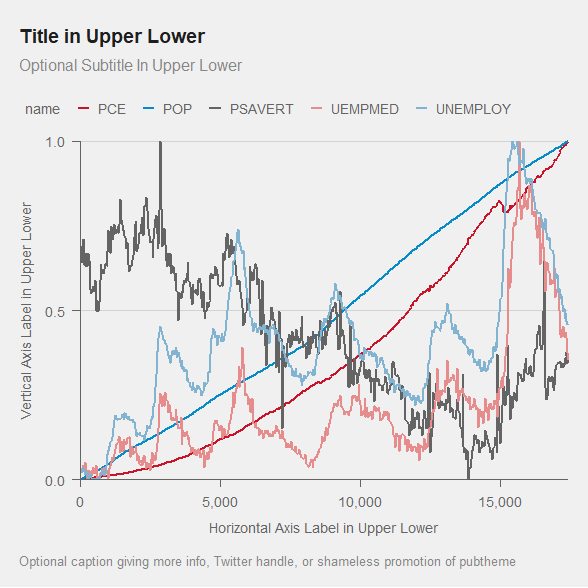 Title in Upper Lower
Optional Subtitle In Upper Lower
name PCE POP PSAVERT UEMPMED UNEMPLOY
Vertical Axis Label in Upper Lower
1.0
0.5
0.0
0 5,000 10,000 15,000
Horizontal Axis Label in Upper Lower
Optional caption giving more info, Twitter handle, or shameless promotion of pubtheme